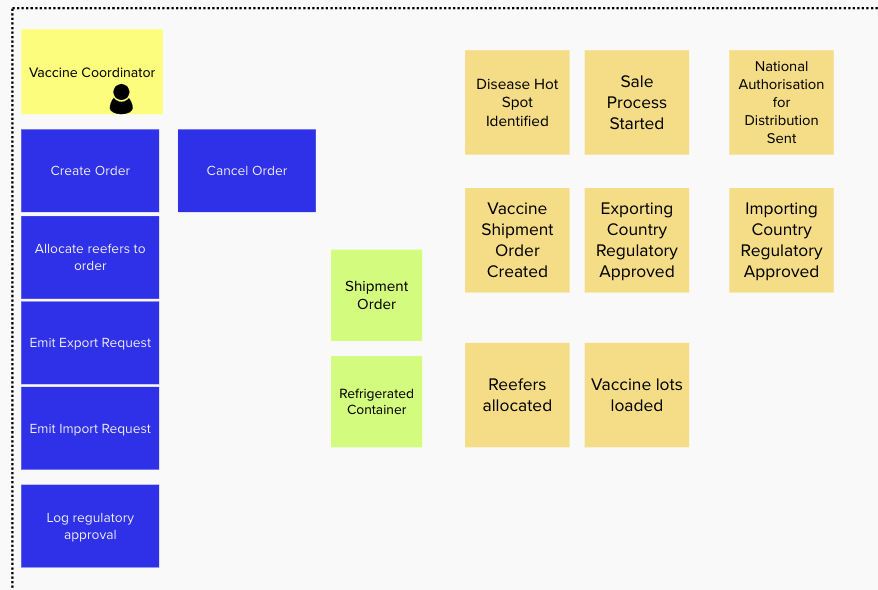 Vaccine Coordinator
Create Order
Cancel Order
Allocate reefers to
order
Emit Export Request
Emit Import Request
Log regulatory
approval
Shipment
Order
Refrigerated
Container
Disease Hot
Spot
Identified
Sale
Process
Started
National
Authorisation
for
Distribution
Sent
Vaccine
Shipment
Order
Created
Exporting
Country
Regulatory
Approved
Importing
Country
Regulatory
Approved
Reefers
allocated
Vaccine lots
loaded